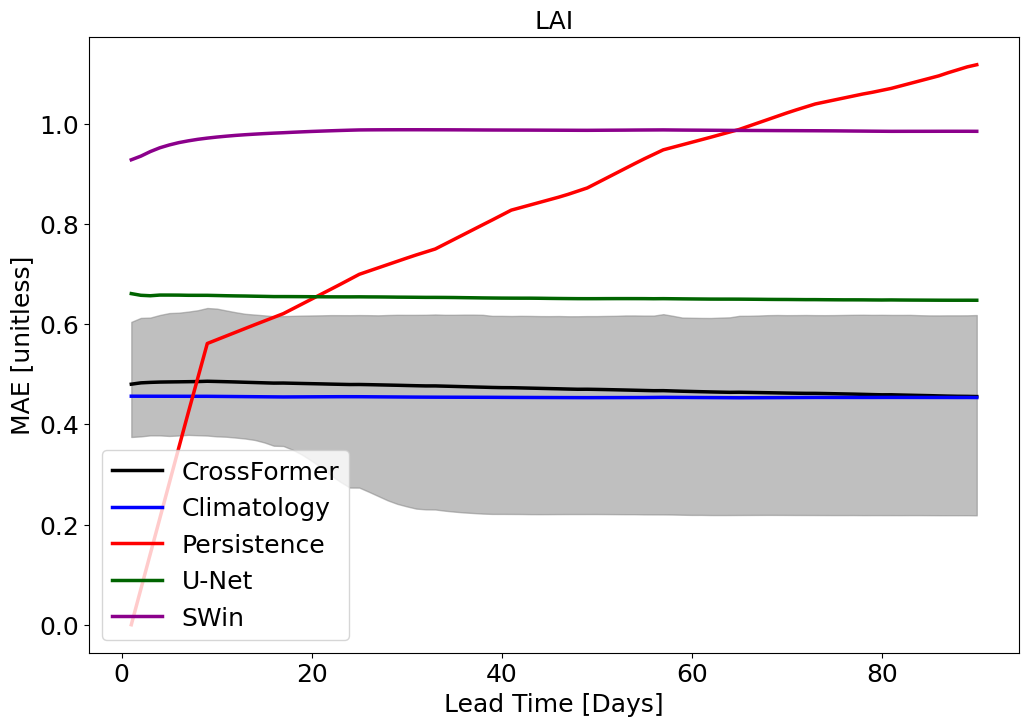 LAI
MAE [unitless]
1.0
0.8
0.6
0.4
0.2
0.0
CrossFormer
Climatology
Persistence
U-Net
SWin
0 20 40 60 80
Lead Time [Days]